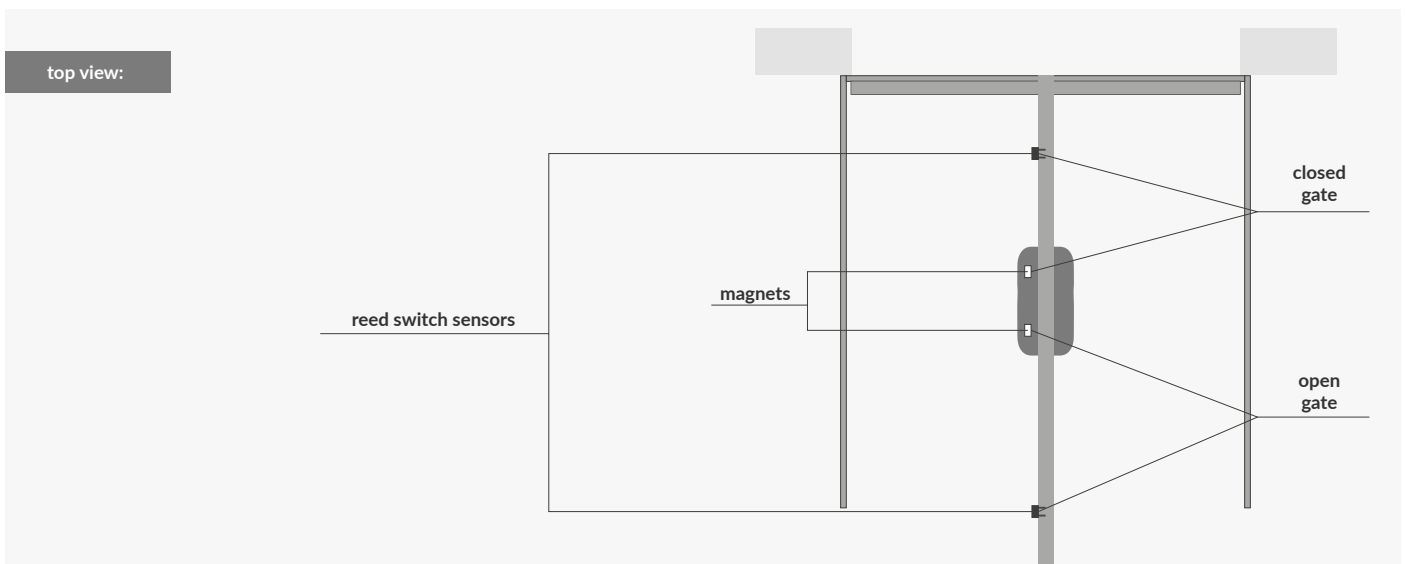 top view:
closed
gate
magnets
reed switch sensors
open
gate